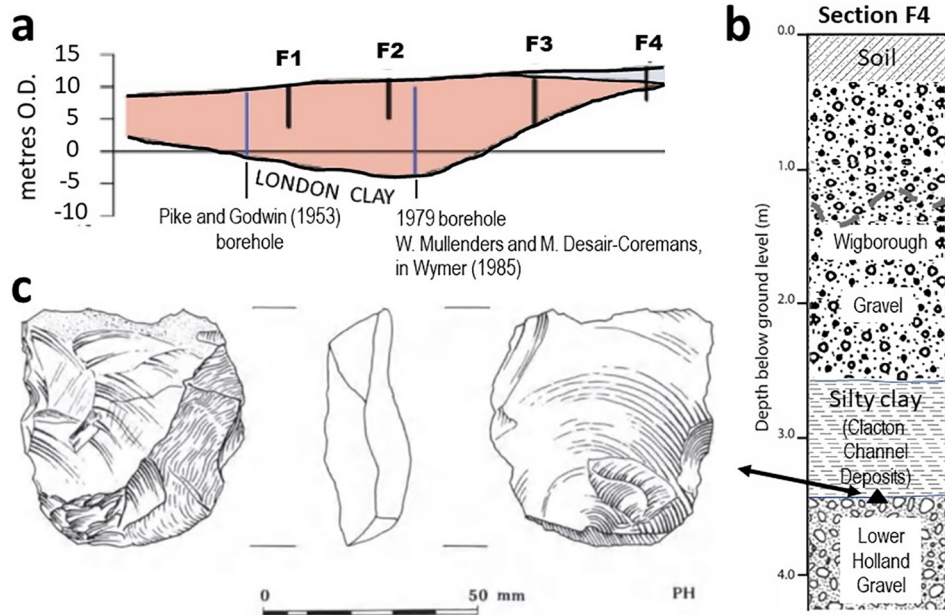 a
F1
F2
F3
F4
metres O.D.
15
10
5
0
-5
-10
LONDON CLAY
Pike and Godwin (1953)
borehole
1979 borehole
W. Mullenders and M. Desair-Coremans,
in Wymer (1985)
b
Section F4
Depth below ground level (m)
0.0
1.0
2.0
3.0
4.0
Soil
Wigborough
Gravel
Silty clay
(Clacton
Channel
Deposits)
Lower
Holland
Gravel
c
0
50 mm
PH